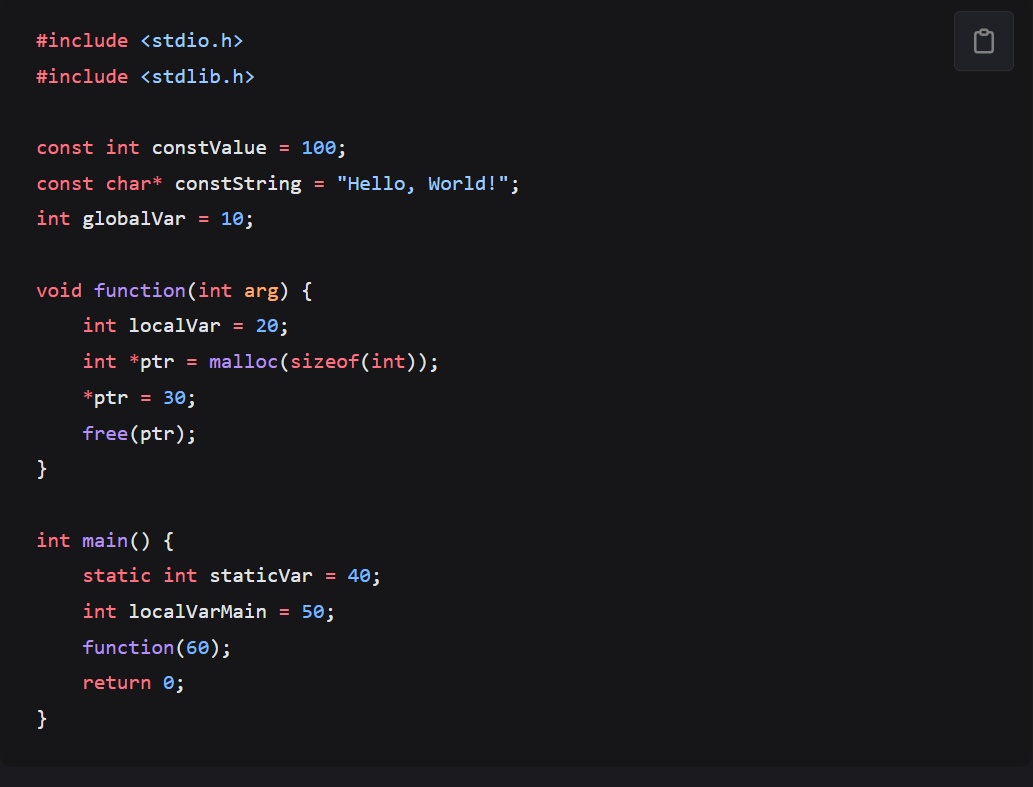 #include <stdio.h>
#include <stdlib.h>

const int constValue = 100;
const char* constString = "Hello, World!";
int globalVar = 10;

void function(int arg) {
    int localVar = 20;
    int *ptr = malloc(sizeof(int));
    *ptr = 30;
    free(ptr);
}

int main() {
    static int staticVar = 40;
    int localVarMain = 50;
    function(60);
    return 0;
}